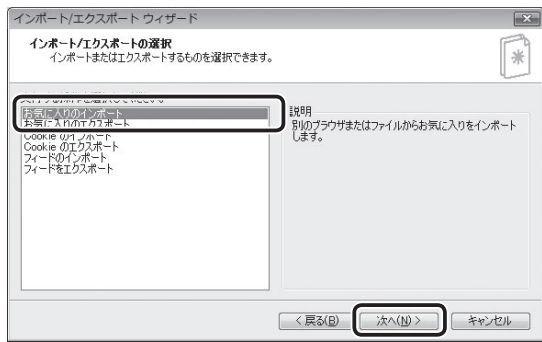 インポート/エクスポート ウィザード
インポート/エクスポートの選択
インポートまたはエクスポートするものを選択できます。
お気に入りのインポート
お気に入りのエクスポート
Cookie のインポート
Cookie のエクスポート
フィードのインポート
フィードをエクスポート
説明
別のブラウザまたはファイルからお気に入りをインポート
します。
< 戻る(B)
次へ(N) >
キャンセル